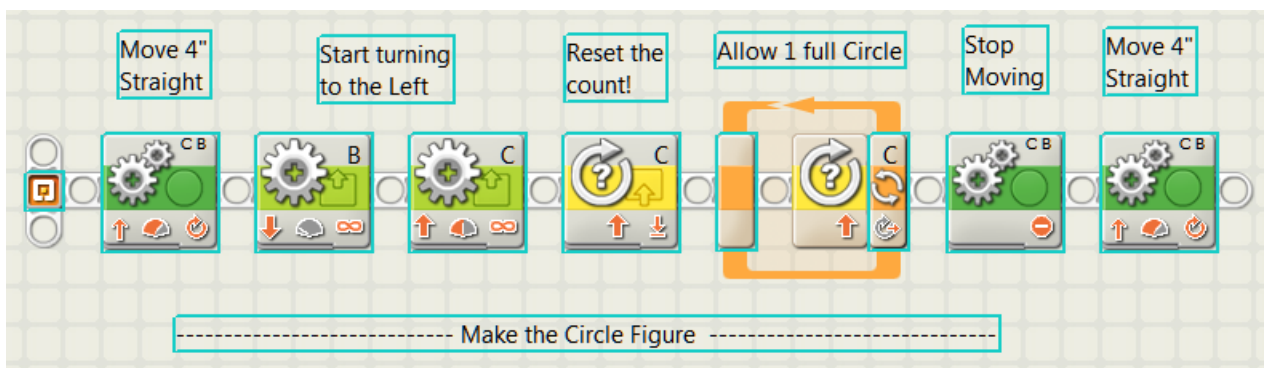 Move 4"
Straight
Start turning
to the Left
Reset the
count!
Allow 1 full Circle
Stop
Moving
Move 4"
Straight
C B
B
C
C
C
C B
C B
---------------------------- Make the Circle Figure -----------------------------